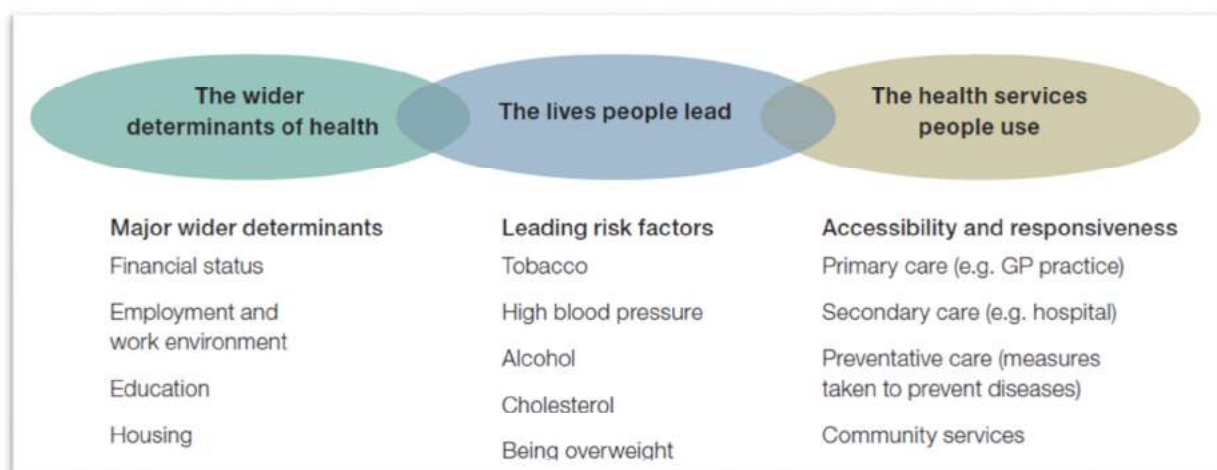 The wider
determinants of health
The lives people lead
The health services
people use
Major wider determinants
Financial status
Employment and
work environment
Education
Housing
Leading risk factors
Tobacco
High blood pressure
Alcohol
Cholesterol
Being overweight
Accessibility and responsiveness
Primary care (e.g. GP practice)
Secondary care (e.g. hospital)
Preventative care (measures
taken to prevent diseases)
Community services